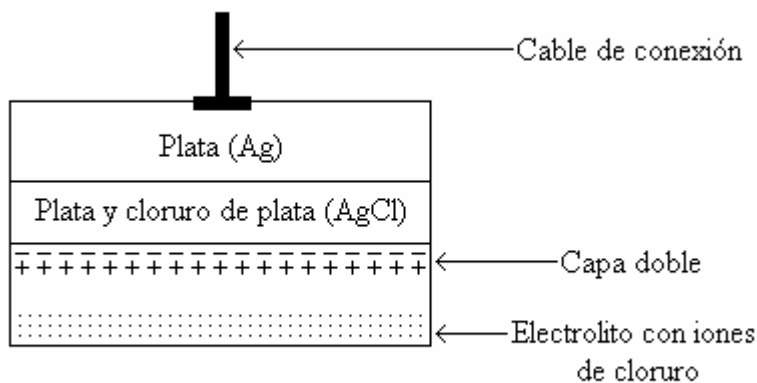 Cable de conexión
Plata (Ag)
Plata y cloruro de plata (AgCl)
Capa doble
Electrolito con iones
de cloruro